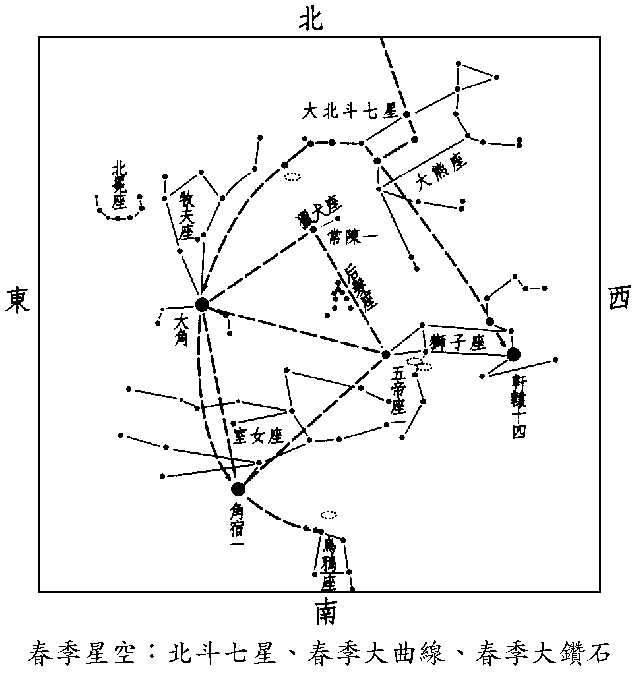 北
大北斗七星
大熊座
北冕座
牧夫座
獵犬座
常陳一
后髮座
東
西
大角
獅子座
五帝座一
軒轅十四
室女座
角宿一
烏鴉座
南
春季星空：北斗七星、春季大曲線、春季大鑽石